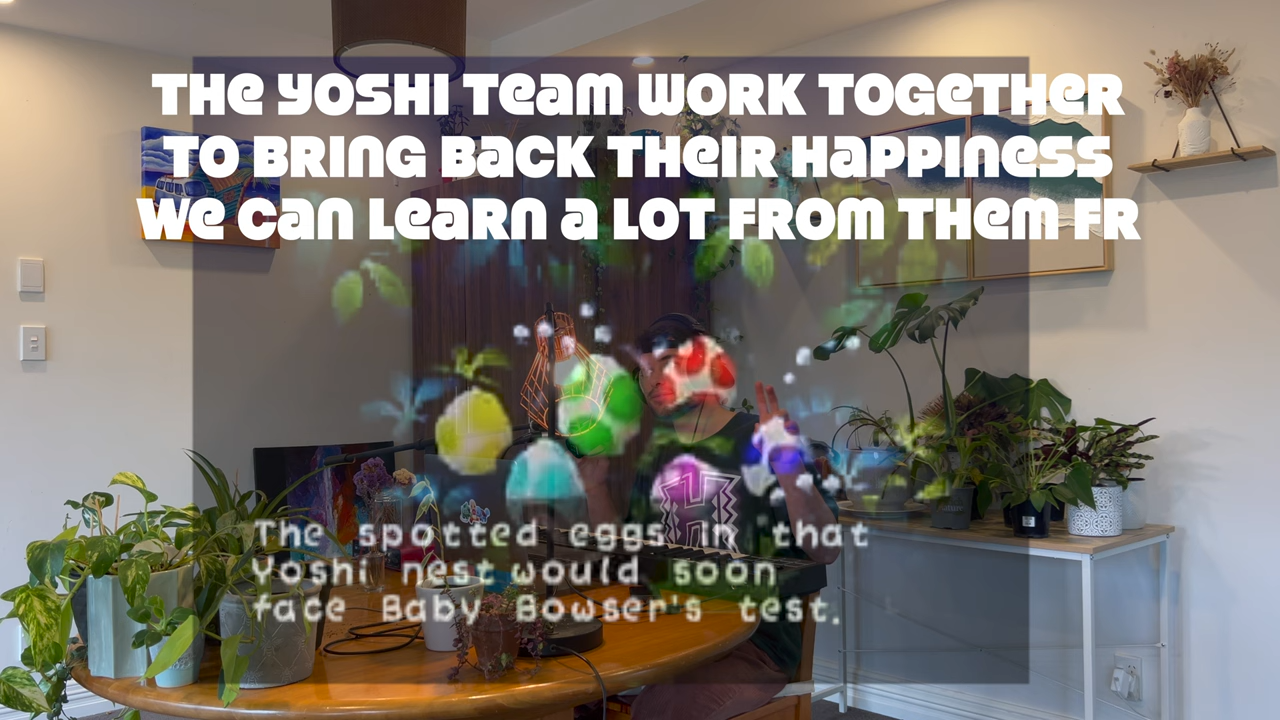 THE YOSHI TEAM WORK TOGETHER
TO BRING BACK THEIR HAPPINESS
WE CAN LEARN A LOT FROM THEM FR
The spotted eggs in that
Yoshi nest would soon
face Baby Bowser's test.